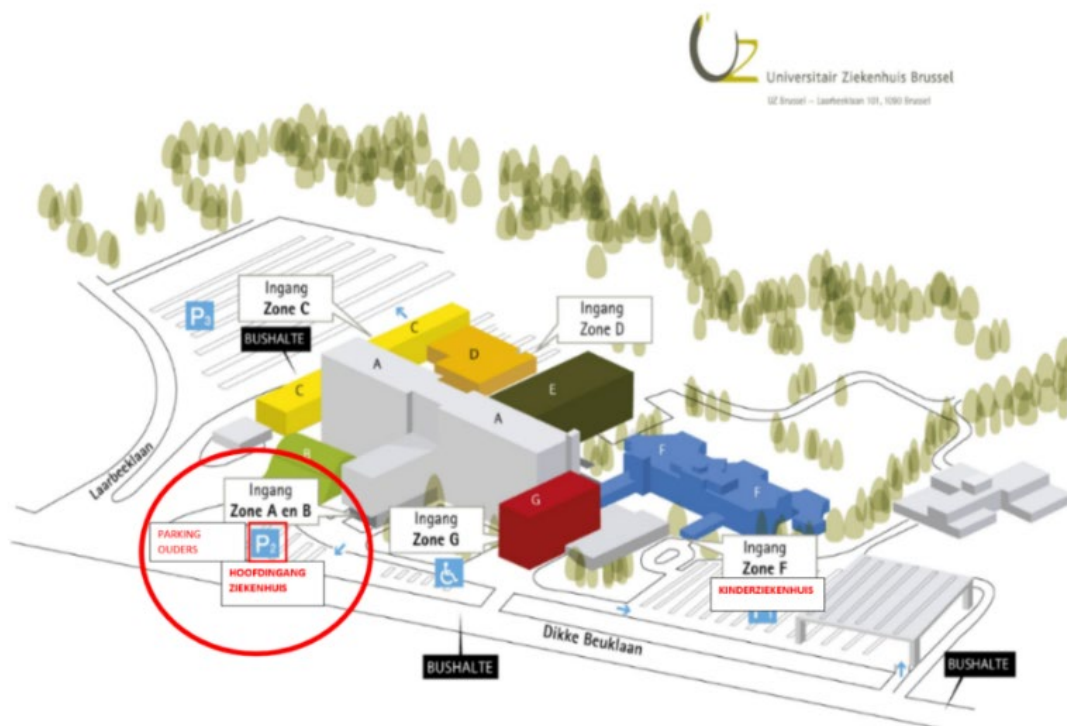 ÜZ
Universitair Ziekenhuis Brussel
UZ Brussel – Laarbeeklaan 101, 1090 Brussel
Ingang
Zone C
P3
BUSHALTE
Ingang
Zone D
C
D
A
C
E
A
B
F
F
G
Laarbeeklaan
Ingang
Zone A en B
PARKING
OUDERS
P2
HOOFDINGANG
ZIEKENHUIS
Ingang
Zone G
Ingang
Zone F
KINDERZIEKENHUIS
Dikke Beuklaan
BUSHALTE
BUSHALTE